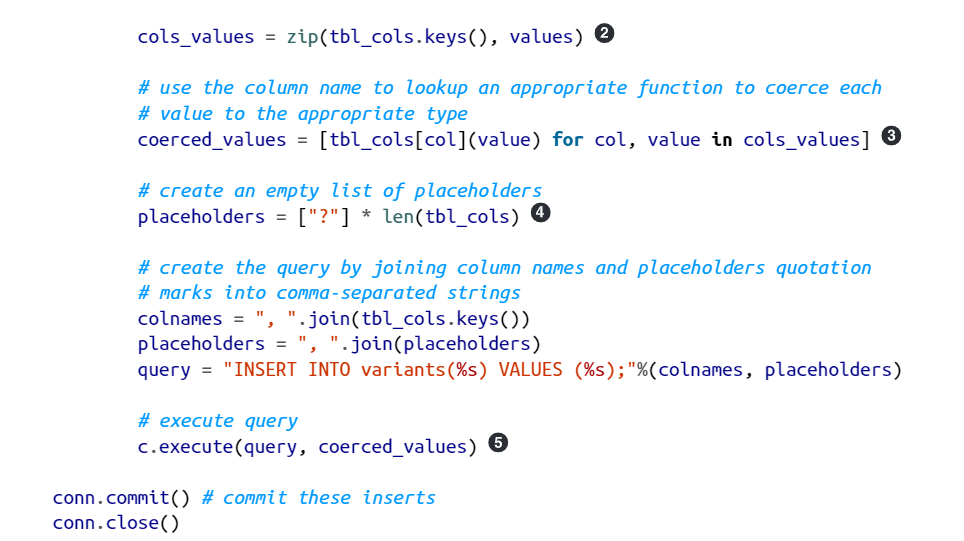 cols_values = zip(tbl_cols.keys(), values) ❷
# use the column name to lookup an appropriate function to coerce each
# value to the appropriate type
coerced_values = [tbl_cols[col](value) for col, value in cols_values] ❸
# create an empty list of placeholders
placeholders = ["?"] * len(tbl_cols) ❹
# create the query by joining column names and placeholders quotation
# marks into comma-separated strings
colnames = ", ".join(tbl_cols.keys())
placeholders = ", ".join(placeholders)
query = "INSERT INTO variants(%s) VALUES (%s);"%(colnames, placeholders)
# execute query
c.execute(query, coerced_values) ❺
conn.commit() # commit these inserts
conn.close()